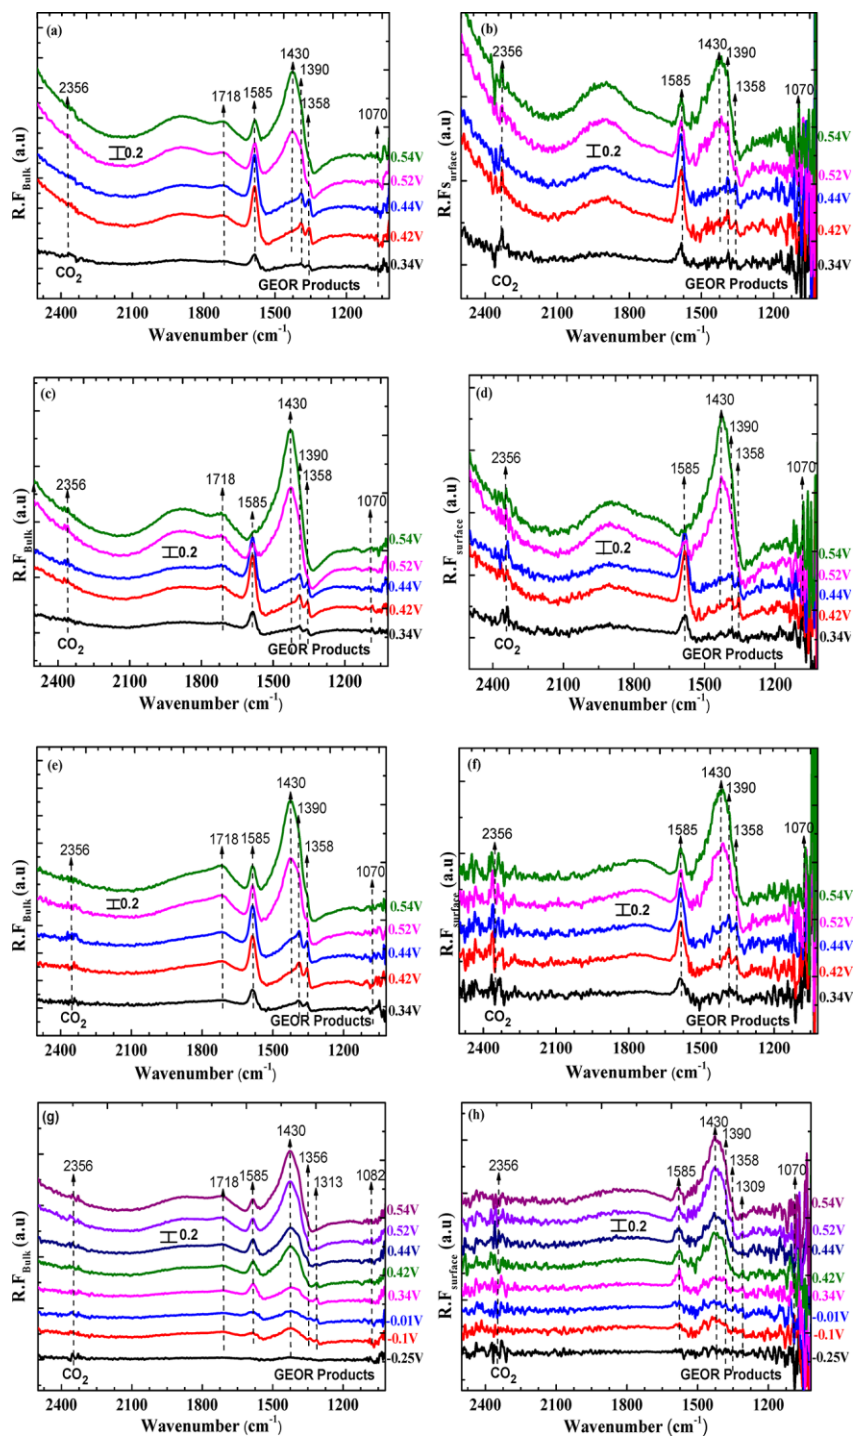 (a)
2356
1718
1585
1430
1390
1358
1070
0.2
0.54V
0.52V
0.44V
0.42V
0.34V
CO2
GEOR Products
R.F Bulk (a.u)
2400 2100 1800 1500 1200
Wavenumber (cm-1)
(b)
2356
1585
1430
1390
1358
1070
0.2
0.54V
0.52V
0.44V
0.42V
0.34V
CO2
GEOR Products
R.Fsurface (a.u)
2400 2100 1800 1500 1200
Wavenumber (cm-1)
(c)
2356
1718
1585
1430
1390
1358
1070
0.2
0.54V
0.52V
0.44V
0.42V
0.34V
CO2
GEOR Products
R.F Bulk (a.u)
2400 2100 1800 1500 1200
Wavenumber (cm-1)
(d)
2356
1585
1430
1390
1358
1070
0.2
0.54V
0.52V
0.44V
0.42V
0.34V
CO2
GEOR Products
R.F surface (a.u)
2400 2100 1800 1500 1200
Wavenumber (cm-1)
(e)
2356
1718
1585
1430
1390
1358
1070
0.2
0.54V
0.52V
0.44V
0.42V
0.34V
CO2
GEOR Products
R.F Bulk (a.u)
2400 2100 1800 1500 1200
Wavenumber (cm-1)
(f)
2356
1585
1430
1390
1358
1070
0.2
0.54V
0.52V
0.44V
0.42V
0.34V
CO2
GEOR Products
R.F surface (a.u)
2400 2100 1800 1500 1200
Wavenumber (cm-1)
(g)
2356
1718
1585
1430
1356
1313
1082
0.2
0.54V
0.52V
0.44V
0.42V
0.34V
-0.01V
-0.1V
-0.25V
CO2
GEOR Products
R.F Bulk (a.u)
2400 2100 1800 1500 1200
Wavenumber (cm-1)
(h)
2356
1585
1430
1390
1358
1309
1070
0.2
0.54V
0.52V
0.44V
0.42V
0.34V
-0.01V
-0.1V
-0.25V
CO2
GEOR Products
R.F surface (a.u)
2400 2100 1800 1500 1200
Wavenumber (cm-1)